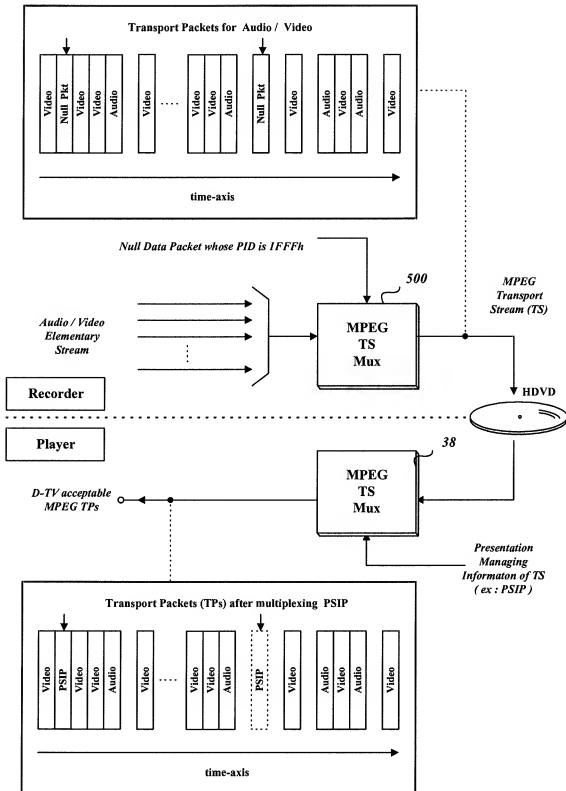 Transport Packets for Audio / Video
Video
Null Pkt
Video
Video
Audio
Video
Video
Video
Audio
Null Pkt
Video
Audio
Video
Audio
Video
time-axis
Null Data Packet whose PID is 1FFFh
500
MPEG
Transport
Stream (TS)
Audio / Video
Elementary
Stream
MPEG
TS
Mux
HDVD
Recorder
Player
38
MPEG
TS
Mux
D-TV acceptable
MPEG TPs
Presentation
Managing
Informaton of TS
( ex : PSIP )
Transport Packets (TPs) after multiplexing PSIP
Video
PSIP
Video
Video
Audio
Video
Video
Video
Audio
PSIP
Video
Audio
Video
Audio
Video
time-axis